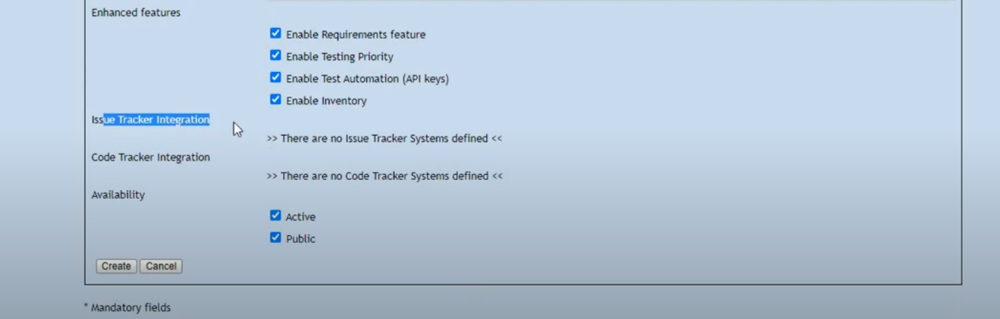 Enhanced features
Enable Requirements feature
Enable Testing Priority
Enable Test Automation (API keys)
Enable Inventory
Issue Tracker Integration
>> There are no Issue Tracker Systems defined <<
Code Tracker Integration
>> There are no Code Tracker Systems defined <<
Availability
Active
Public
Create Cancel
* Mandatory fields